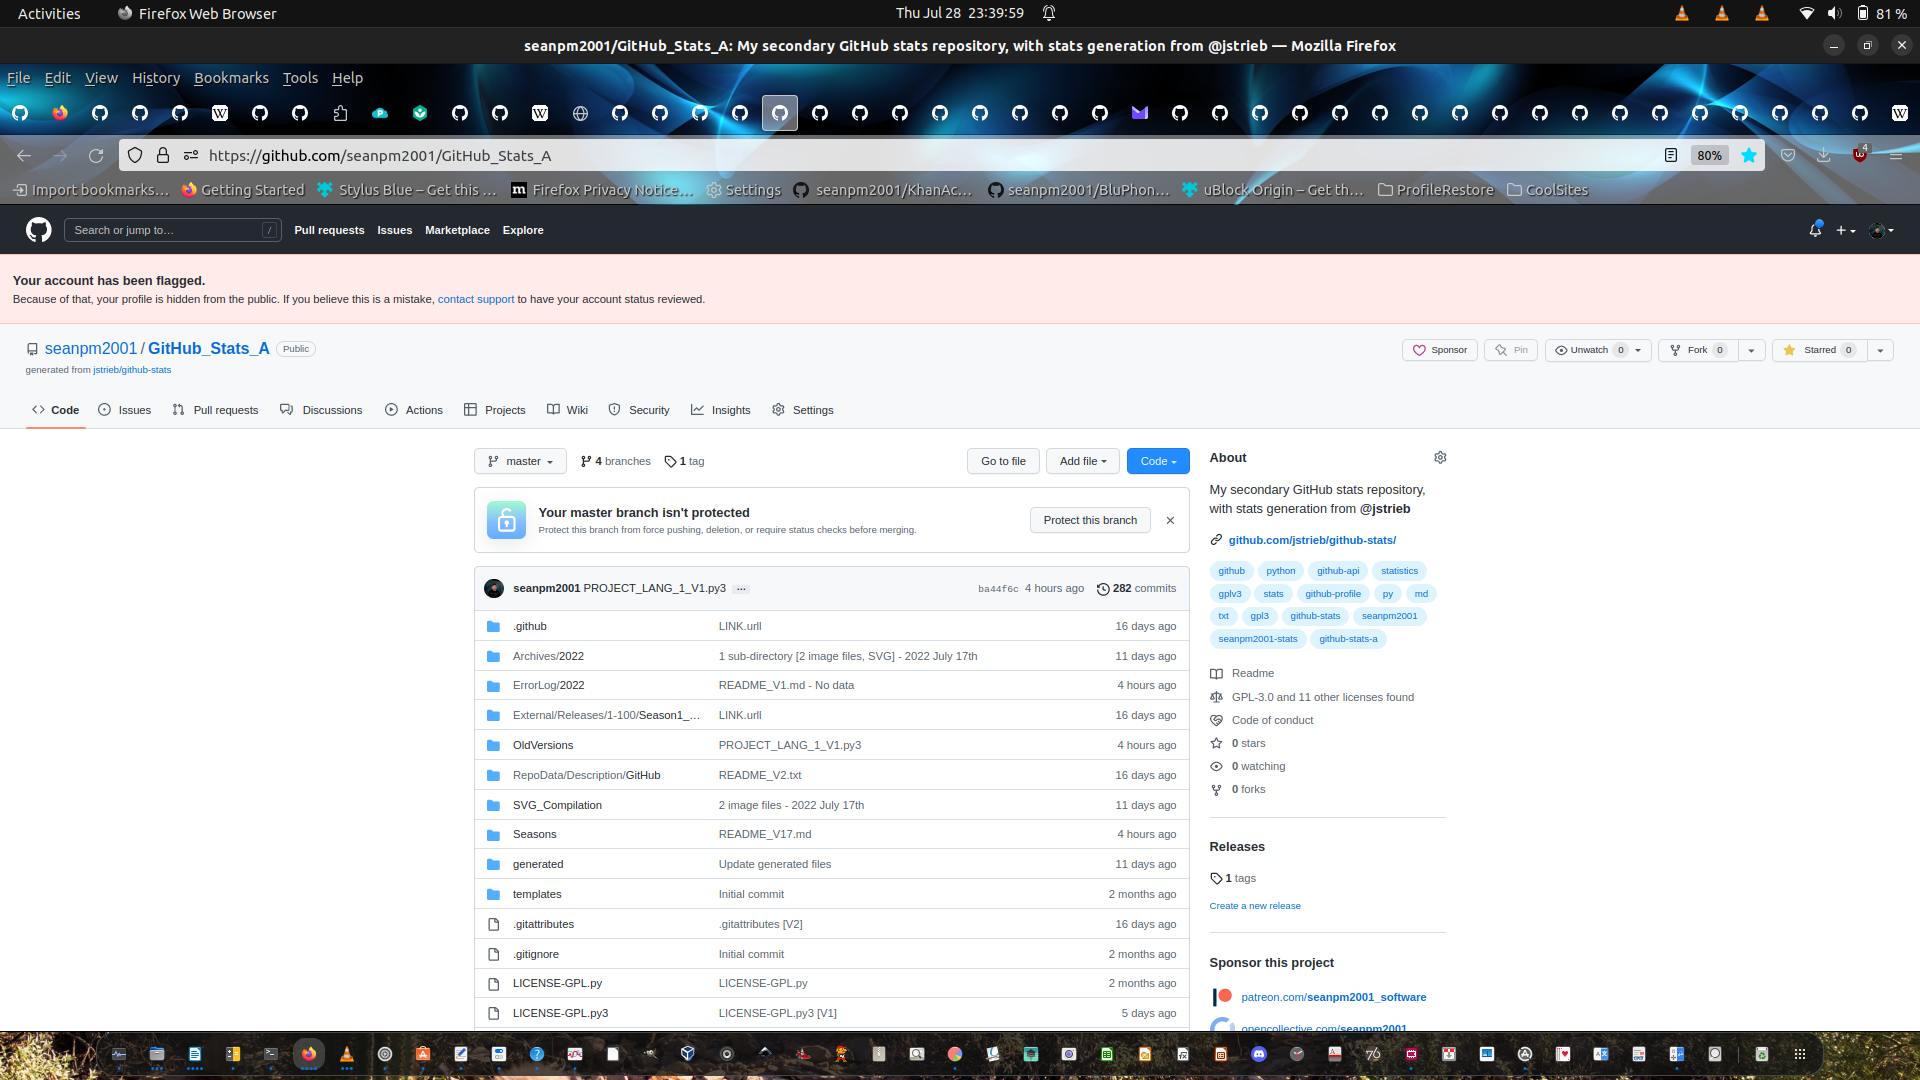 Activities Firefox Web Browser Thu Jul 28 23:39:59 81 %
seanpm2001/GitHub_Stats_A: My secondary GitHub stats repository, with stats generation from @jstrieb — Mozilla Firefox
File Edit View History Bookmarks Tools Help
https://github.com/seanpm2001/GitHub_Stats_A 80% 4
Import bookmarks… Getting Started Stylus Blue – Get this … Firefox Privacy Notice… Settings seanpm2001/KhanAc… seanpm2001/BluPhon… uBlock Origin – Get th… ProfileRestore CoolSites
Search or jump to… / Pull requests Issues Marketplace Explore
Your account has been flagged.
Because of that, your profile is hidden from the public. If you believe this is a mistake, contact support to have your account status reviewed.
seanpm2001 / GitHub_Stats_A Public Sponsor Pin Unwatch 0 Fork 0 Starred 0
generated from jstrieb/github-stats
Code Issues Pull requests Discussions Actions Projects Wiki Security Insights Settings
master 4 branches 1 tag Go to file Add file Code
Your master branch isn't protected
Protect this branch from force pushing, deletion, or require status checks before merging.
Protect this branch
seanpm2001 PROJECT_LANG_1_V1.py3 … ba44f6c 4 hours ago 282 commits
.github LINK.urll 16 days ago
Archives/2022 1 sub-directory [2 image files, SVG] - 2022 July 17th 11 days ago
ErrorLog/2022 README_V1.md - No data 4 hours ago
External/Releases/1-100/Season1_… LINK.urll 16 days ago
OldVersions PROJECT_LANG_1_V1.py3 4 hours ago
RepoData/Description/GitHub README_V2.txt 16 days ago
SVG_Compilation 2 image files - 2022 July 17th 11 days ago
Seasons README_V17.md 4 hours ago
generated Update generated files 11 days ago
templates Initial commit 2 months ago
.gitattributes .gitattributes [V2] 16 days ago
.gitignore Initial commit 2 months ago
LICENSE-GPL.py LICENSE-GPL.py 2 months ago
LICENSE-GPL.py3 LICENSE-GPL.py3 [V1] 5 days ago
About
My secondary GitHub stats repository,
with stats generation from @jstrieb
github.com/jstrieb/github-stats/
github python github-api statistics
gplv3 stats github-profile py md
txt gpl3 github-stats seanpm2001
seanpm2001-stats github-stats-a
Readme
GPL-3.0 and 11 other licenses found
Code of conduct
0 stars
0 watching
0 forks
Releases
1 tags
Create a new release
Sponsor this project
patreon.com/seanpm2001_software
opencollective.com/seanpm2001